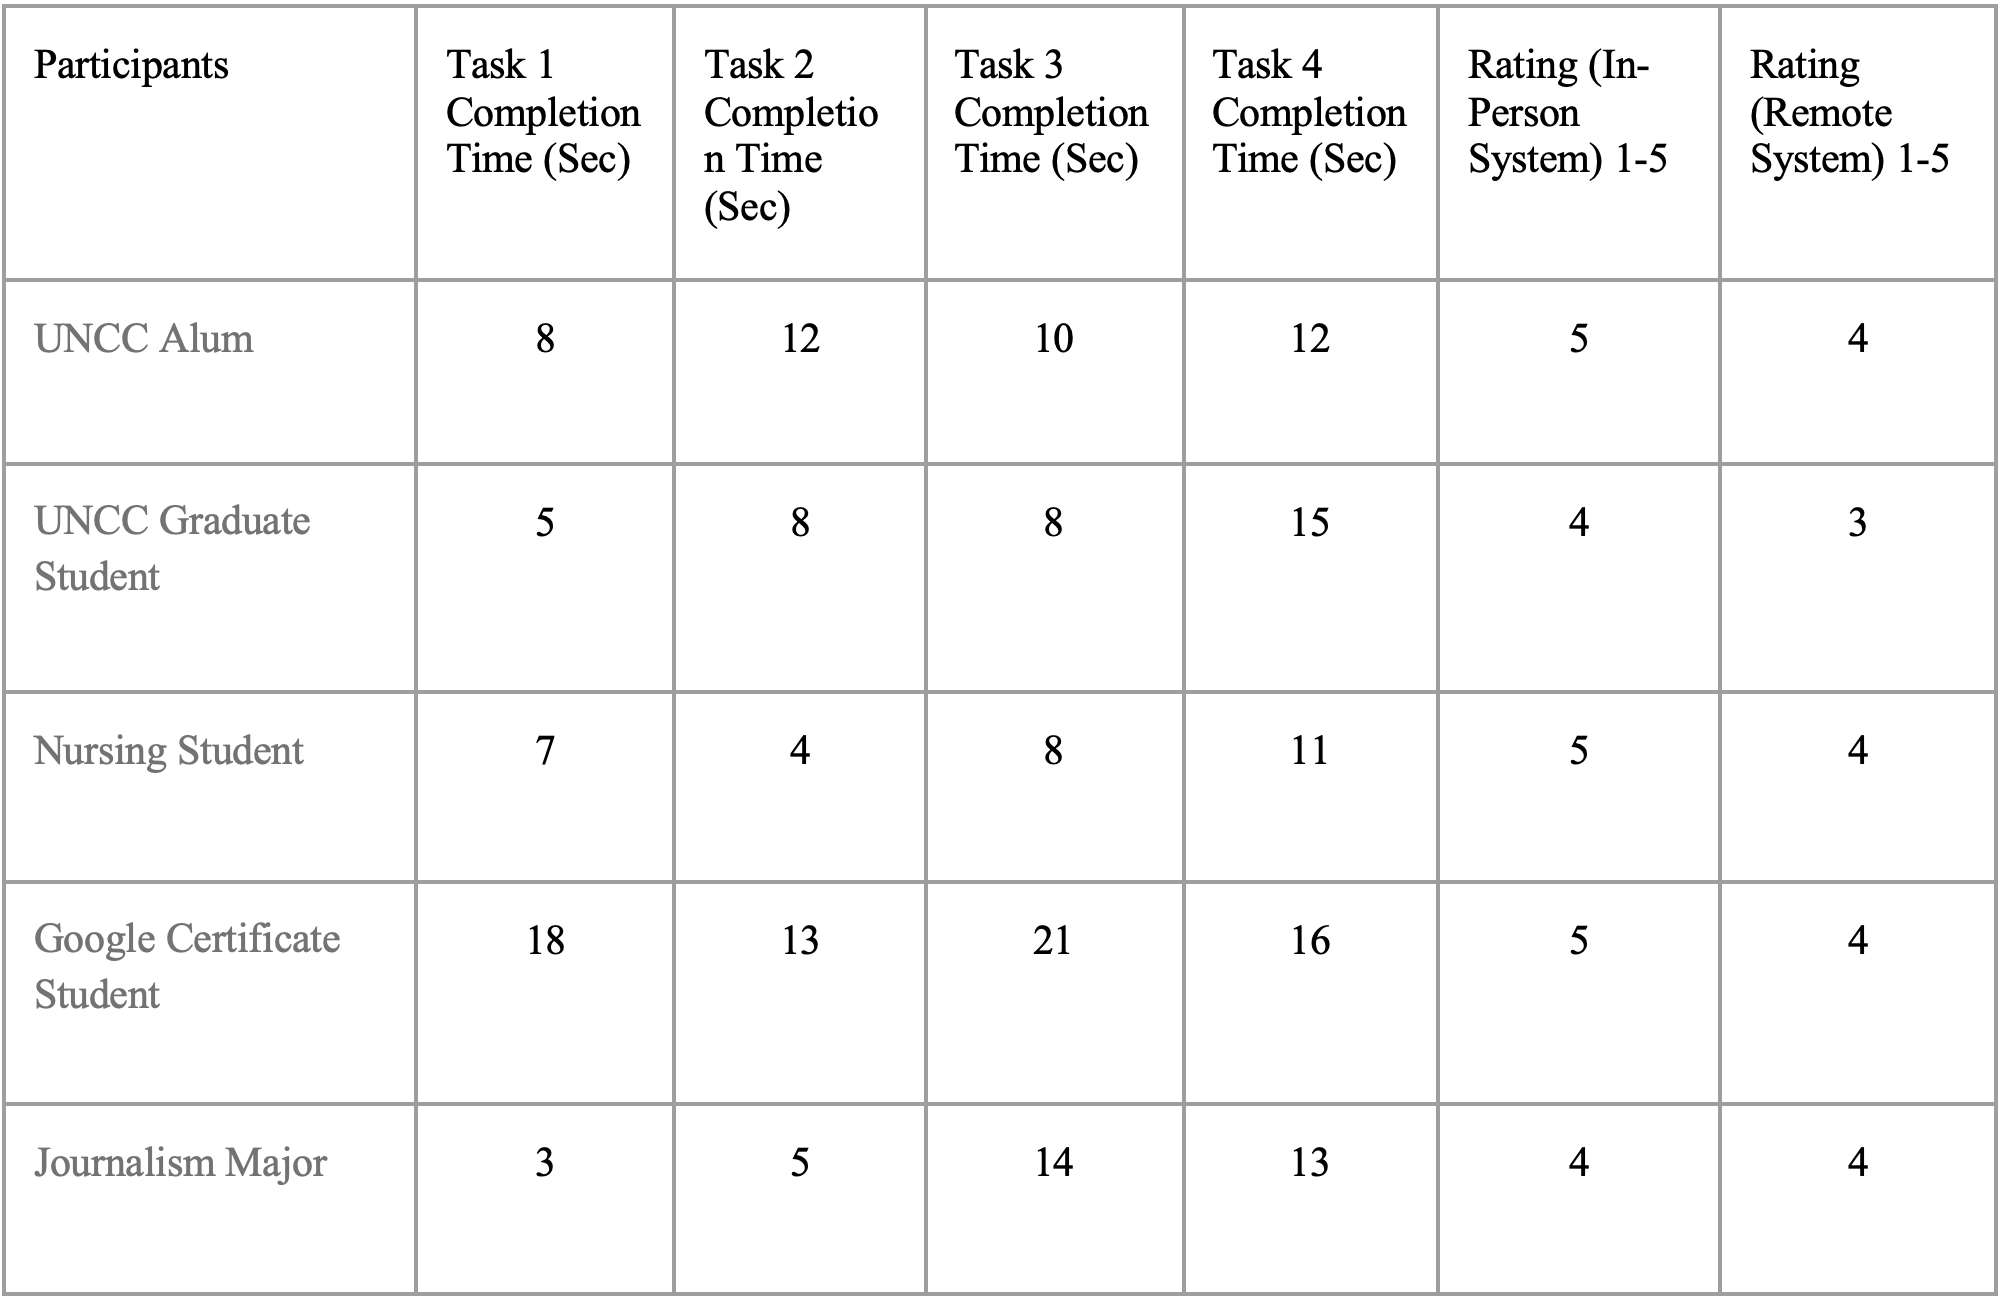 Participants
Task 1
Completion
Time (Sec)
Task 2
Completio
n Time
(Sec)
Task 3
Completion
Time (Sec)
Task 4
Completion
Time (Sec)
Rating (In-
Person
System) 1-5
Rating
(Remote
System) 1-5
UNCC Alum 8 12 10 12 5 4
UNCC Graduate 5 8 8 15 4 3
Student
Nursing Student 7 4 8 11 5 4
Google Certificate 18 13 21 16 5 4
Student
Journalism Major 3 5 14 13 4 4